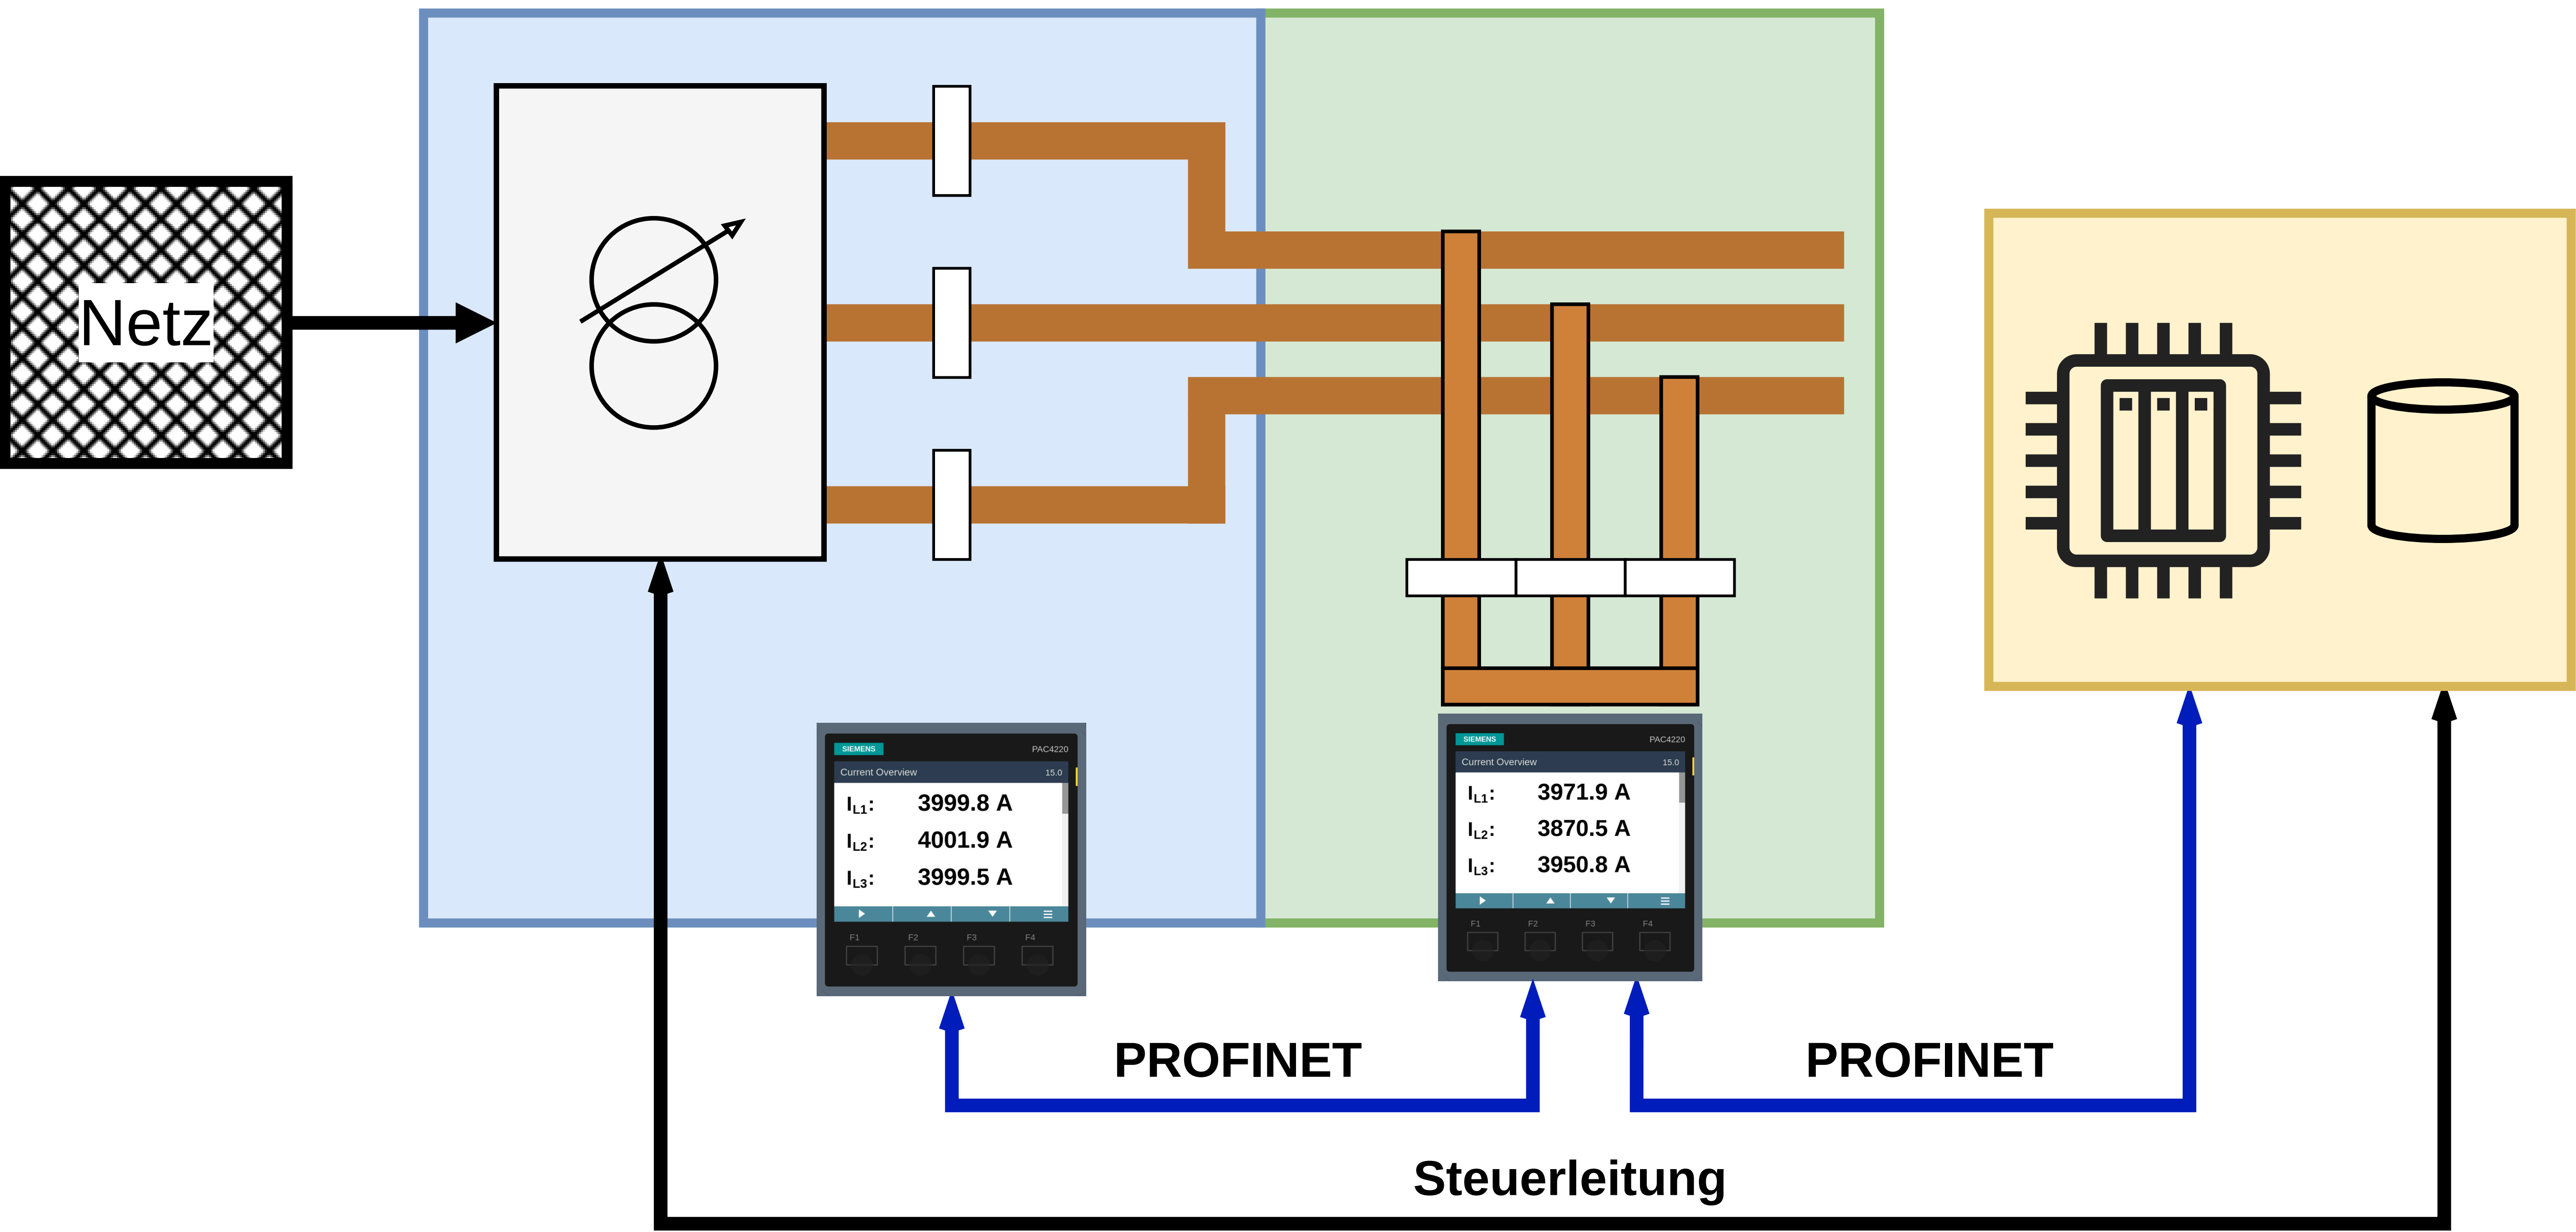 Netz
SIEMENS PAC4220
Current Overview 15.0
IL1: 3999.8 A
IL2: 4001.9 A
IL3: 3999.5 A
F1 F2 F3 F4
SIEMENS PAC4220
Current Overview 15.0
IL1: 3971.9 A
IL2: 3870.5 A
IL3: 3950.8 A
F1 F2 F3 F4
PROFINET
PROFINET
Steuerleitung